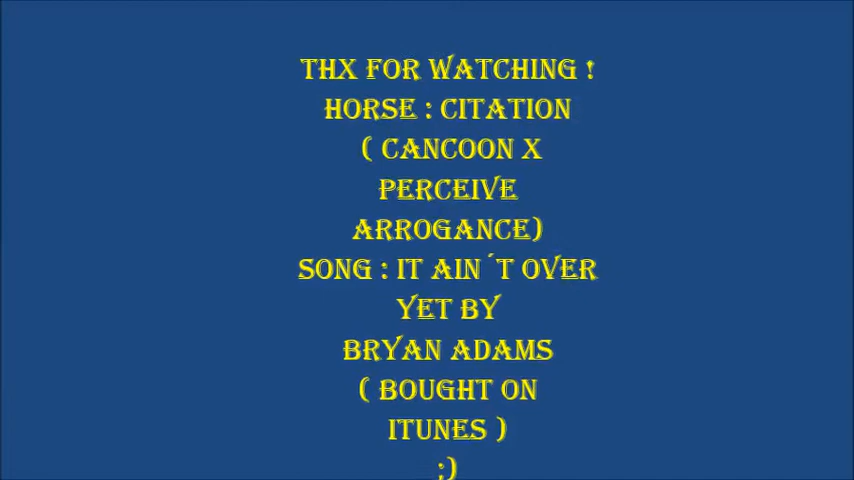 THX FOR WATCHING !
HORSE : CITATION
( CANCOON X
PERCEIVE
ARROGANCE)
SONG : IT AIN´T OVER
YET BY
BRYAN ADAMS
( BOUGHT ON
ITUNES )
;)